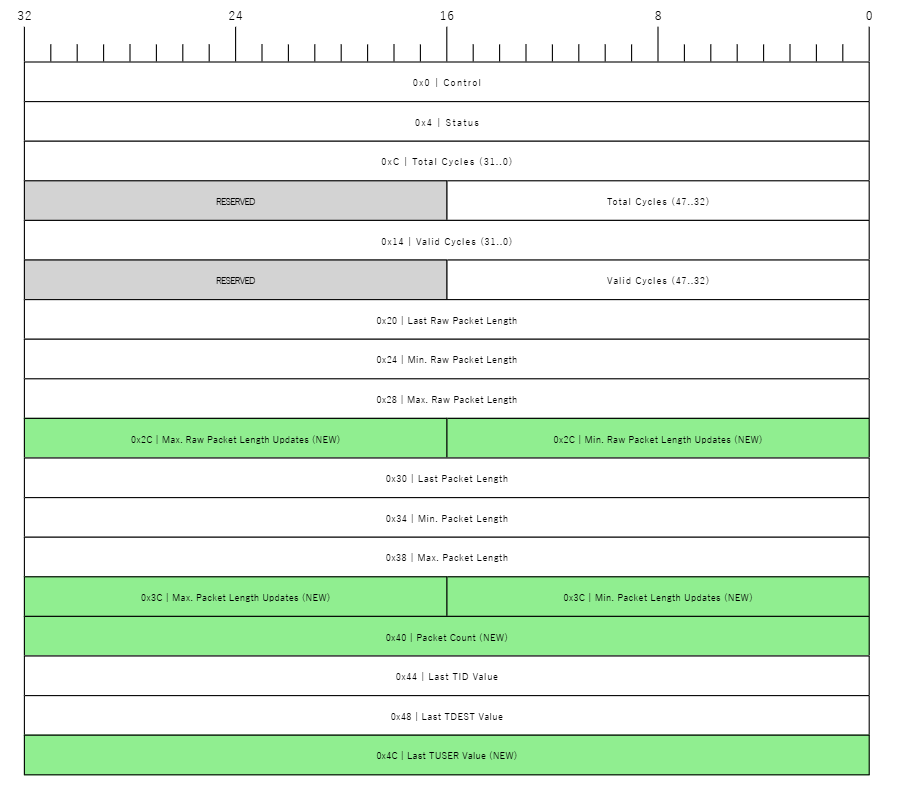 32 24 16 8 0
0x0 | Control
0x4 | Status
0xC | Total Cycles (31..0)
RESERVED Total Cycles (47..32)
0x14 | Valid Cycles (31..0)
RESERVED Valid Cycles (47..32)
0x20 | Last Raw Packet Length
0x24 | Min. Raw Packet Length
0x28 | Max. Raw Packet Length
0x2C | Max. Raw Packet Length Updates (NEW) 0x2C | Min. Raw Packet Length Updates (NEW)
0x30 | Last Packet Length
0x34 | Min. Packet Length
0x38 | Max. Packet Length
0x3C | Max. Packet Length Updates (NEW) 0x3C | Min. Packet Length Updates (NEW)
0x40 | Packet Count (NEW)
0x44 | Last TID Value
0x48 | Last TDEST Value
0x4C | Last TUSER Value (NEW)